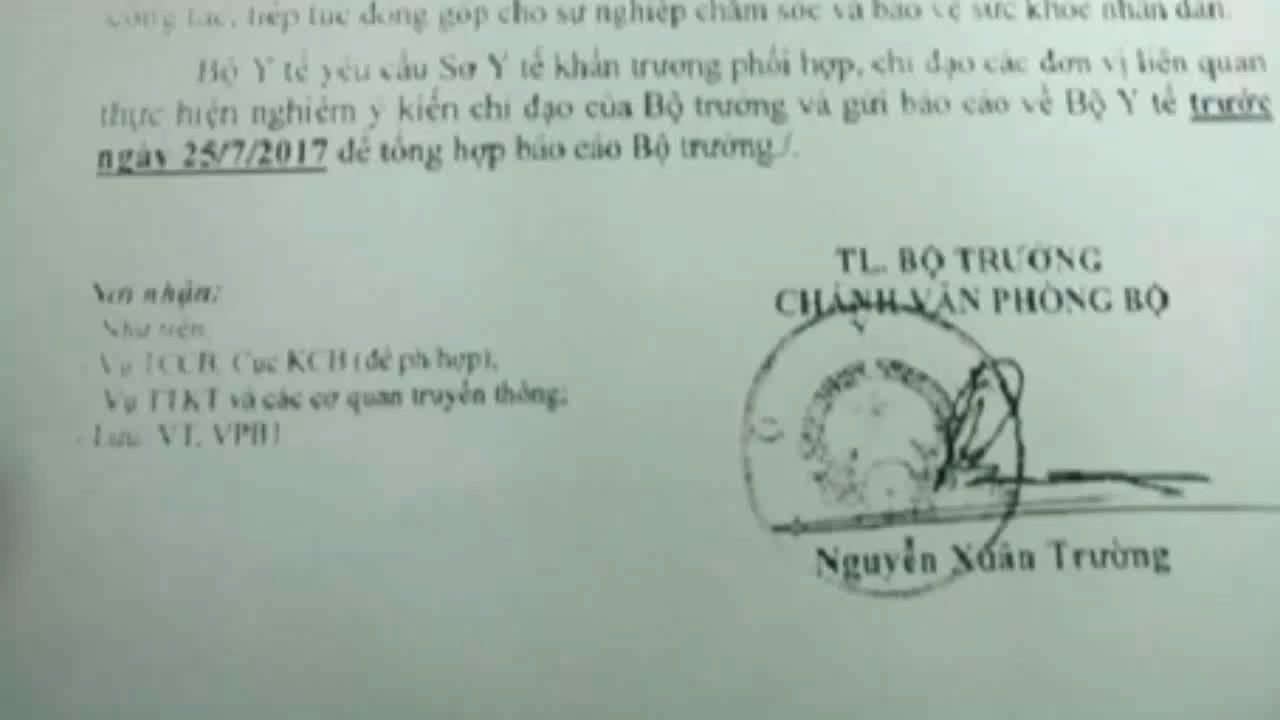 công tác, tiếp tục đóng góp cho sự nghiệp chăm sóc và bảo vệ sức khỏe nhân dân.
Bộ Y tế yêu cầu Sở Y tế khẩn trương phối hợp, chỉ đạo các đơn vị liên quan
thực hiện nghiêm ý kiến chỉ đạo của Bộ trưởng và gửi báo cáo về Bộ Y tế trước
ngày 25/7/2017 để tổng hợp báo cáo Bộ trưởng./.
TL. BỘ TRƯỞNG
CHÁNH VĂN PHÒNG BỘ
Nơi nhận:
Như trên
- Vụ TCCB, Cục KCB (để ph/hợp);
Vụ TTKT và các cơ quan truyền thông;
- Lưu: VT, VPB1
Nguyễn Xuân Trường